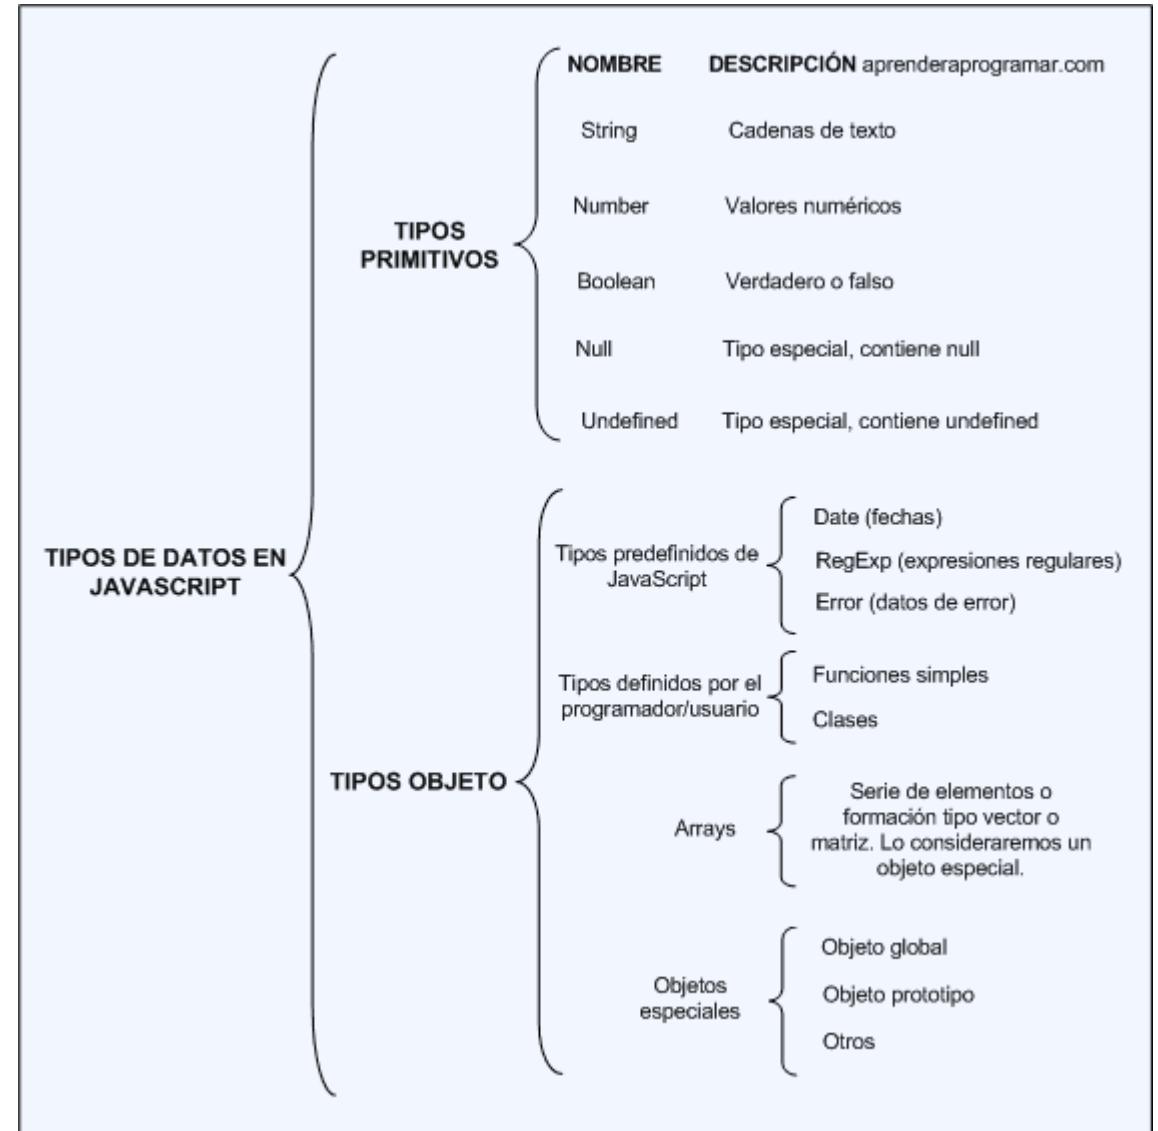 TIPOS DE DATOS EN
JAVASCRIPT
TIPOS
PRIMITIVOS
NOMBRE DESCRIPCIÓN aprenderaprogramar.com
String Cadenas de texto
Number Valores numéricos
Boolean Verdadero o falso
Null Tipo especial, contiene null
Undefined Tipo especial, contiene undefined
TIPOS OBJETO
Tipos predefinidos de
JavaScript
Date (fechas)
RegExp (expresiones regulares)
Error (datos de error)
Tipos definidos por el
programador/usuario
Funciones simples
Clases
Arrays
Serie de elementos o
formación tipo vector o
matriz. Lo consideraremos un
objeto especial.
Objetos
especiales
Objeto global
Objeto prototipo
Otros